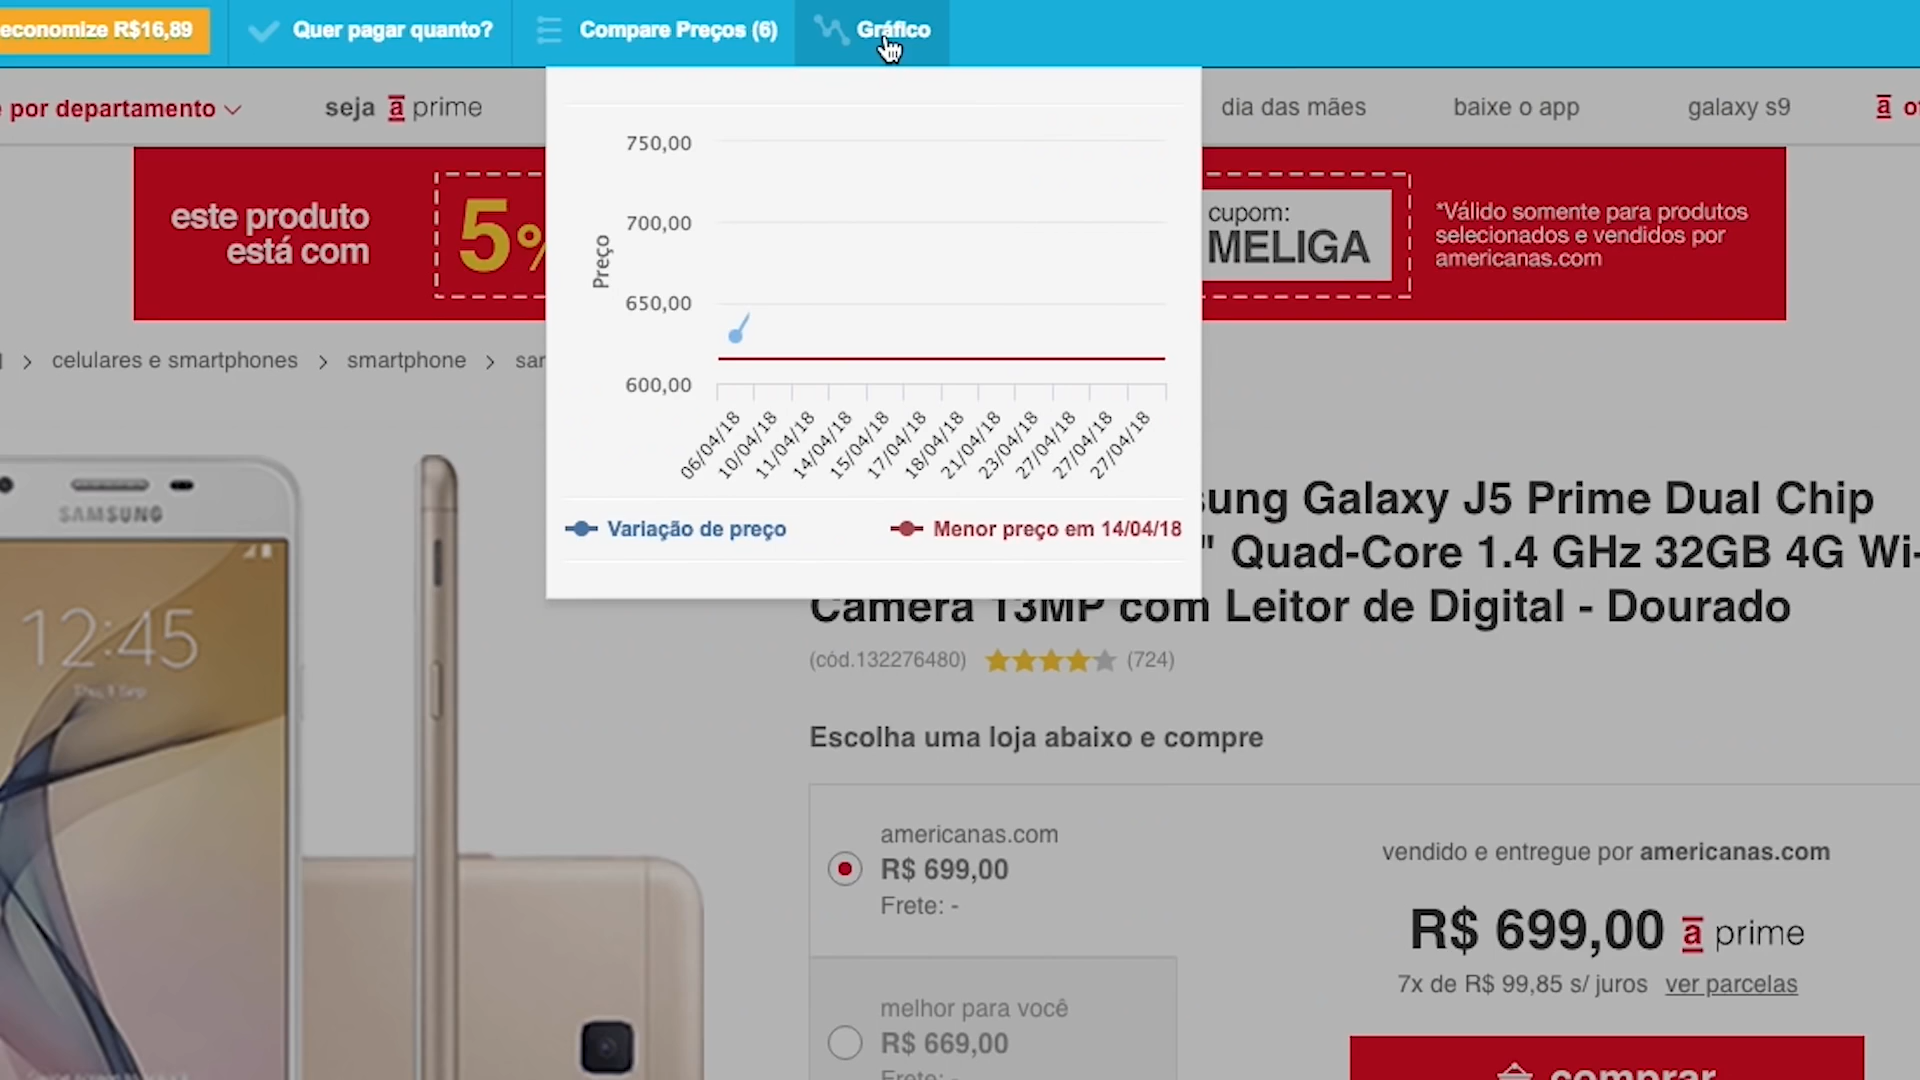 economize R$16,89
Quer pagar quanto?
Compare Preços (6)
Gráfico
por departamento
seja a prime
dia das mães
baixe o app
galaxy s9
a
este produto
está com
5%
cupom:
MELIGA
*Válido somente para produtos
selecionados e vendidos por
americanas.com
celulares e smartphones
smartphone
750,00
700,00
650,00
600,00
Preço
06/04/18
10/04/18
11/04/18
14/04/18
15/04/18
17/04/18
18/04/18
21/04/18
23/04/18
27/04/18
27/04/18
27/04/18
Variação de preço
Menor preço em 14/04/18
sung Galaxy J5 Prime Dual Chip
" Quad-Core 1.4 GHz 32GB 4G Wi-
Câmera 13MP com Leitor de Digital - Dourado
(cód.132276480)
(724)
SAMSUNG
12:45
Thu, 1 Sep
Escolha uma loja abaixo e compre
americanas.com
R$ 699,00
Frete: -
vendido e entregue por americanas.com
R$ 699,00 a prime
7x de R$ 99,85 s/ juros ver parcelas
melhor para você
R$ 669,00
Frete: -
comprar